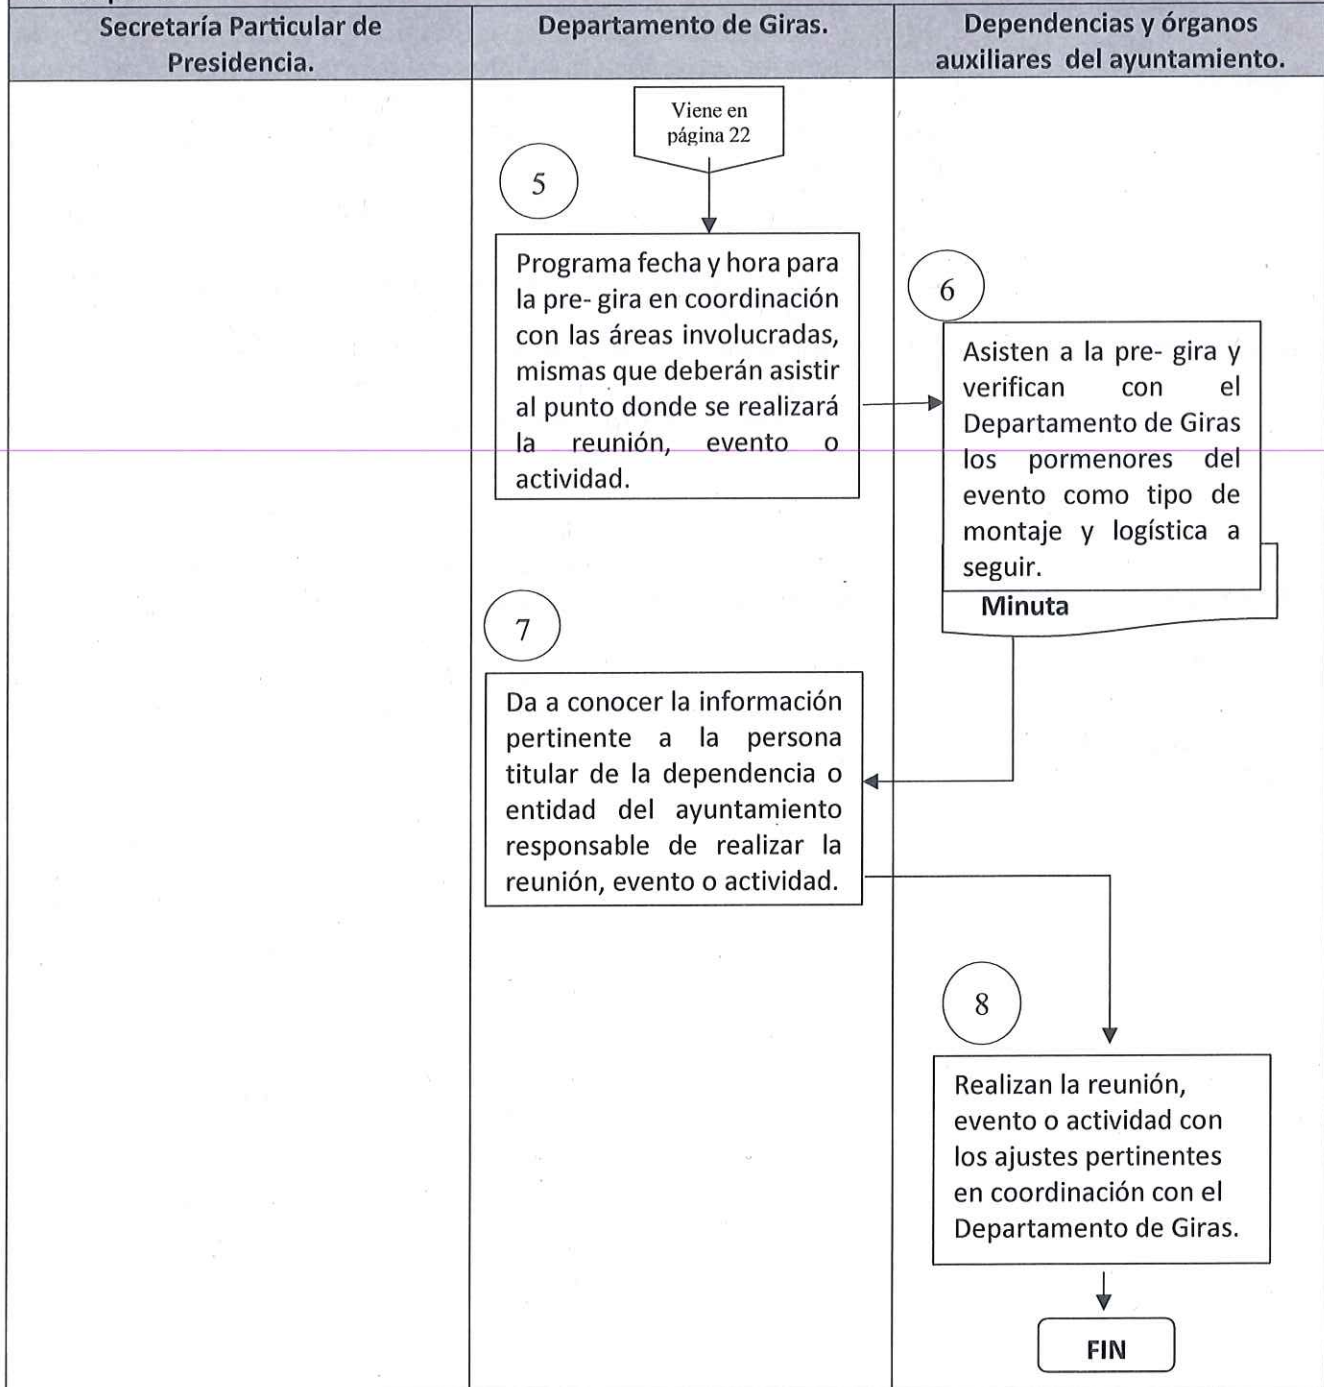 Secretaría Particular de
Presidencia.
Departamento de Giras.
Dependencias y órganos
auxiliares del ayuntamiento.
Viene en
página 22
5
Programa fecha y hora para
la pre- gira en coordinación
con las áreas involucradas,
mismas que deberán asistir
al punto donde se realizará
la reunión, evento o
actividad.
6
Asisten a la pre- gira y
verifican con el
Departamento de Giras
los pormenores del
evento como tipo de
montaje y logística a
seguir.
Minuta
7
Da a conocer la información
pertinente a la persona
titular de la dependencia o
entidad del ayuntamiento
responsable de realizar la
reunión, evento o actividad.
8
Realizan la reunión,
evento o actividad con
los ajustes pertinentes
en coordinación con el
Departamento de Giras.
FIN